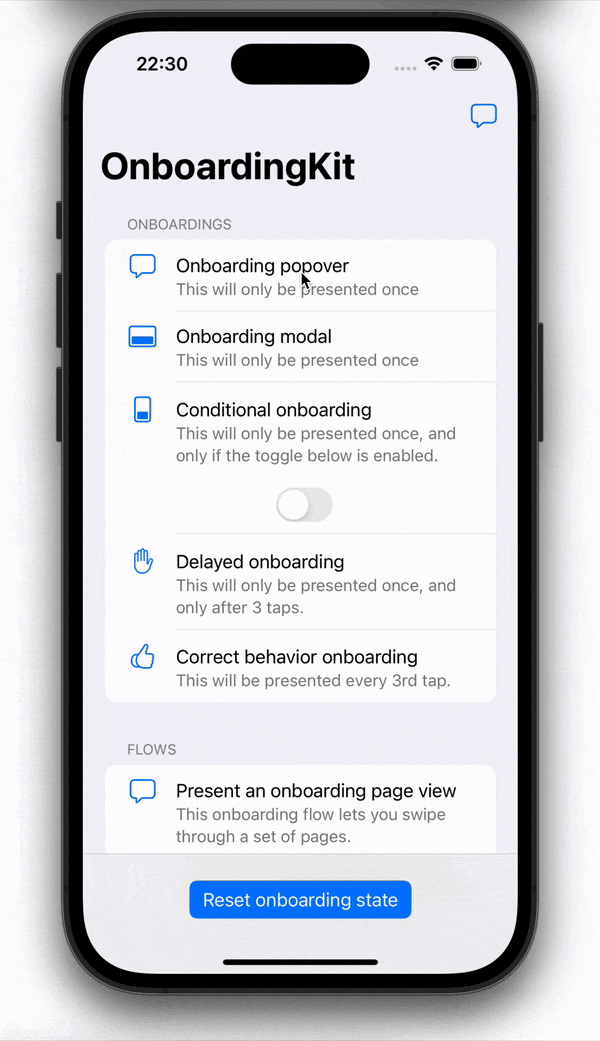 22:30
OnboardingKit
ONBOARDINGS
Onboarding popover
This will only be presented once
Onboarding modal
This will only be presented once
Conditional onboarding
This will only be presented once, and
only if the toggle below is enabled.
Delayed onboarding
This will only be presented once, and
only after 3 taps.
Correct behavior onboarding
This will be presented every 3rd tap.
FLOWS
Present an onboarding page view
This onboarding flow lets you swipe
through a set of pages.
Reset onboarding state